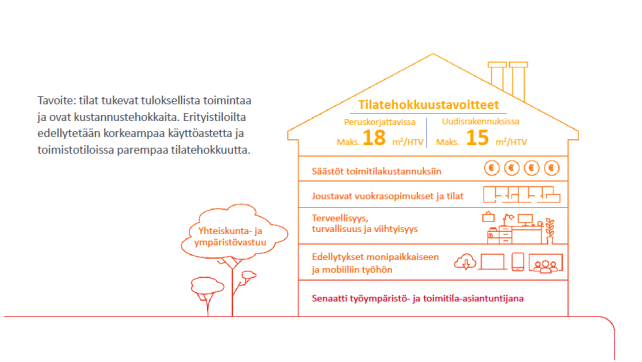 Tavoite: tilat tukevat tuloksellista toimintaa
ja ovat kustannustehokkaita. Erityistiloilta
edellytetään korkeampaa käyttöastetta ja
toimistotiloissa parempaa tilatehokkuutta.
Tilatehokkuustavoitteet
Peruskorjattavissa
Maks. 18 m²/HTV
Uudisrakennuksissa
Maks. 15 m²/HTV
Säästöt toimitilakustannuksiin
€ € € €
Joustavat vuokrasopimukset ja tilat
Terveellisyys,
turvallisuus ja viihtyisyys
Edellytykset monipaikkaiseen
ja mobiiliin työhön
Senaatti työympäristö- ja toimitila-asiantuntijana
Yhteiskunta- ja
ympäristövastuu